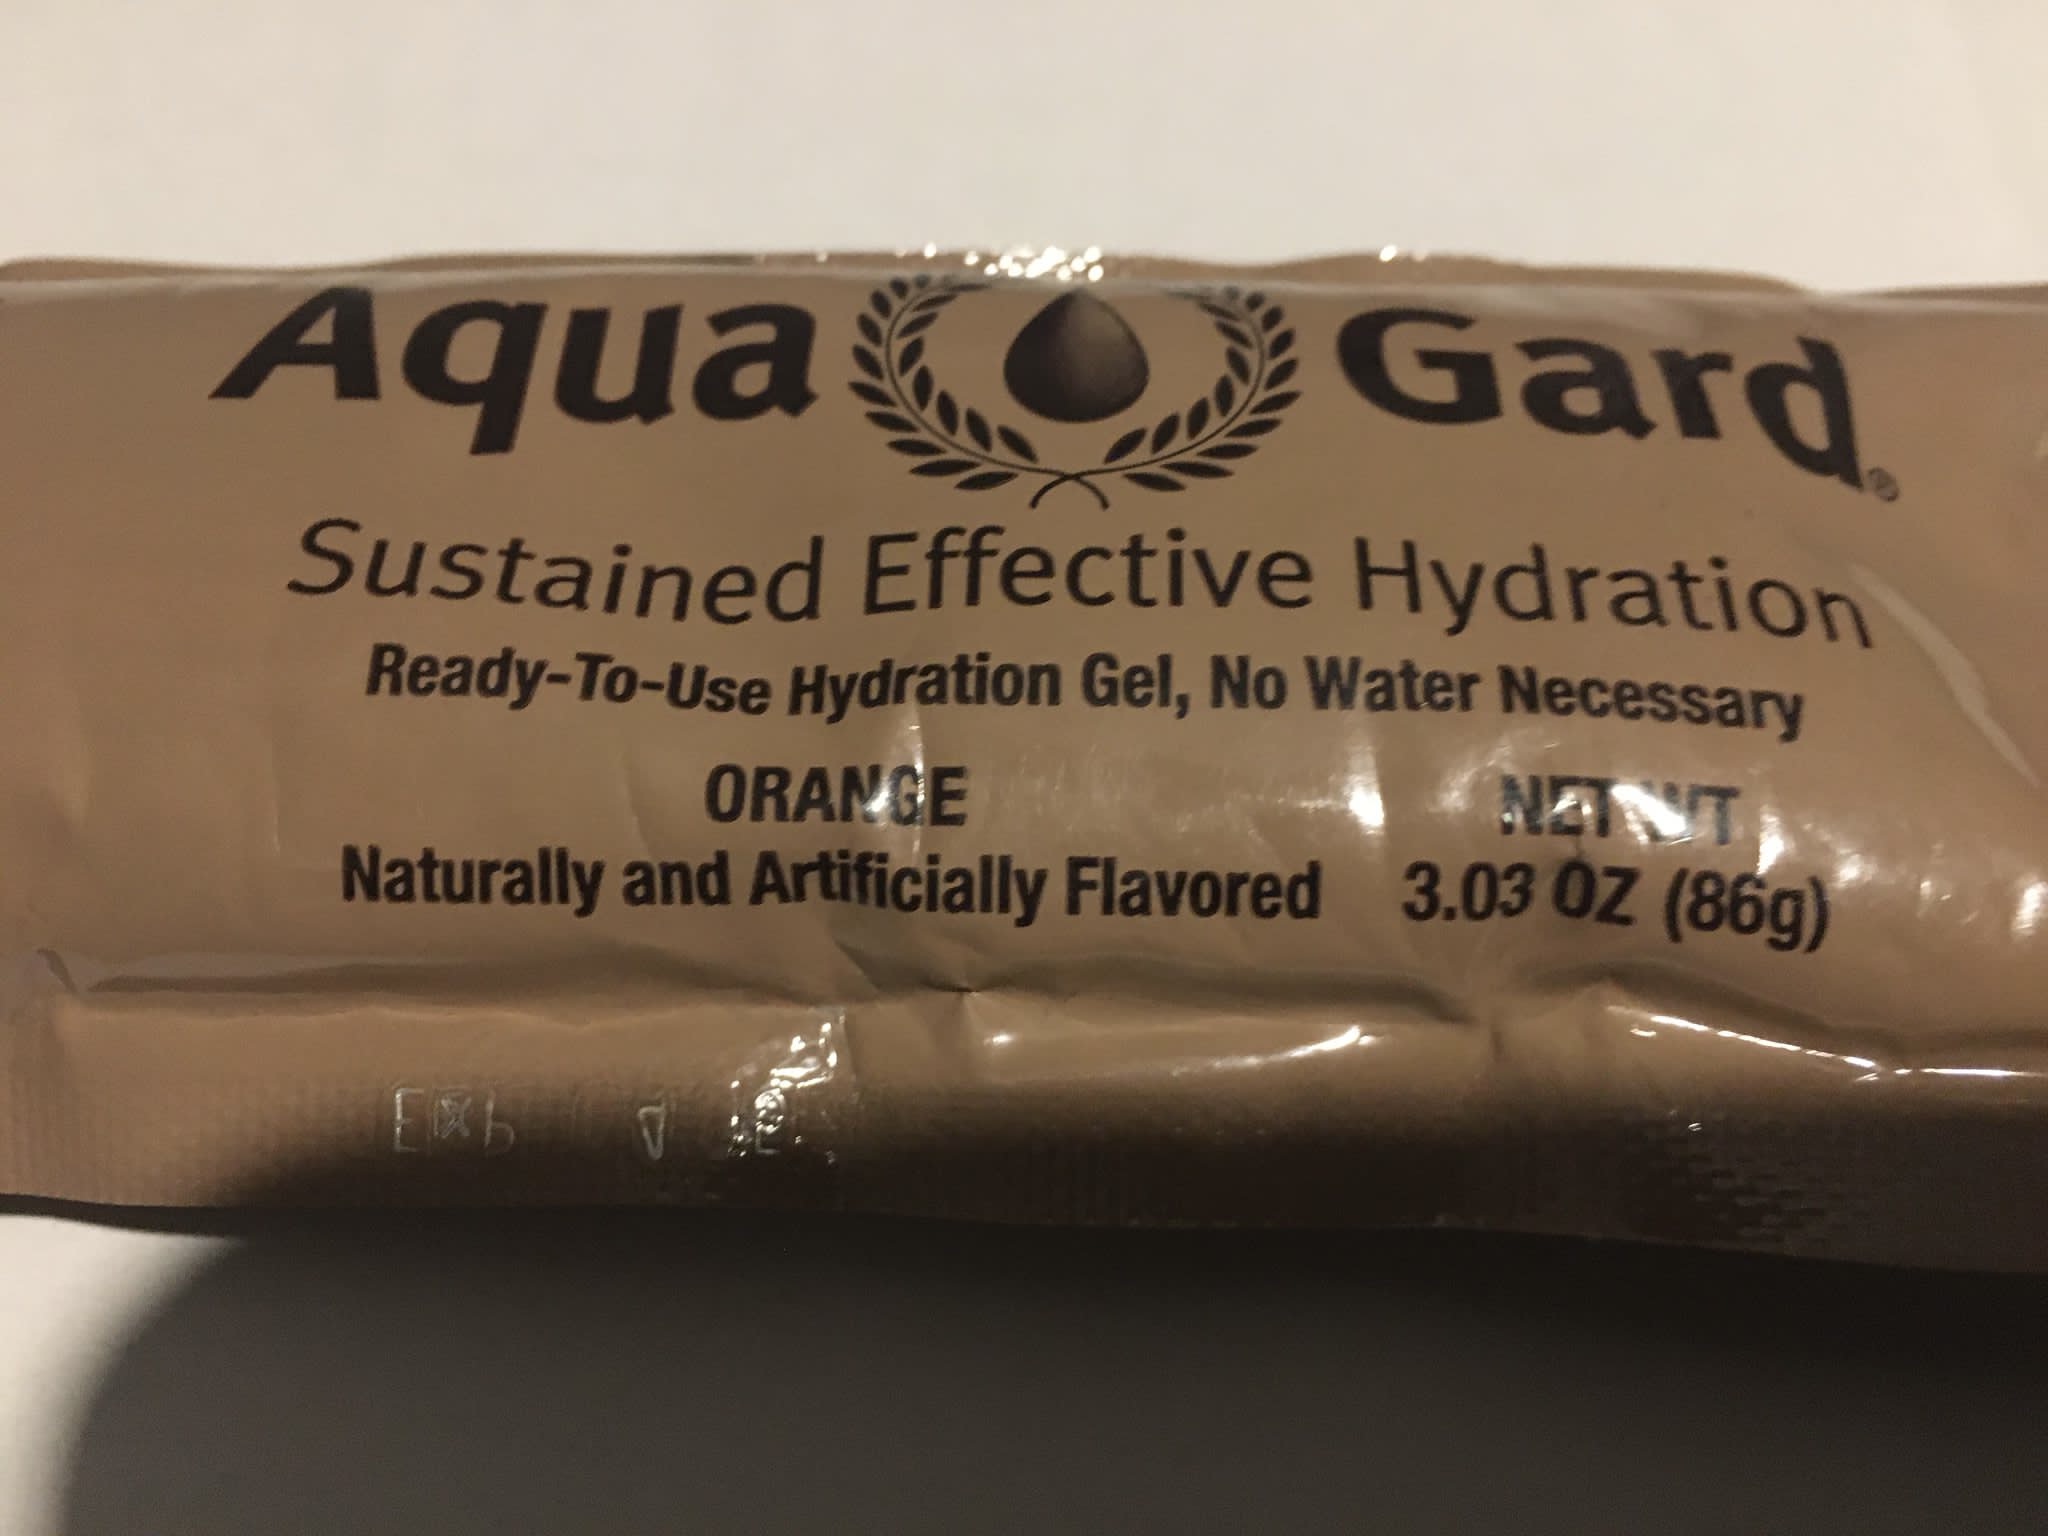 Aqua Gard®
Sustained Effective Hydration
Ready-To-Use Hydration Gel, No Water Necessary
ORANGE
NET WT
Naturally and Artificially Flavored 3.03 OZ (86g)